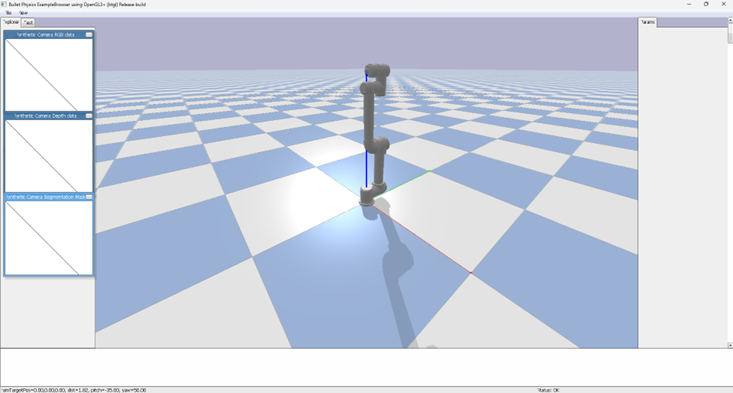 Bullet Physics ExampleBrowser using OpenGL3+ [btgl] Release build
File View
Explorer Test Params
Synthetic Camera RGB data
Synthetic Camera Depth data
Synthetic Camera Segmentation Mask
camTargetPos=0.00,0.00,0.00, dist=1.00, pitch=-35.00, yaw=50.00 Status: OK